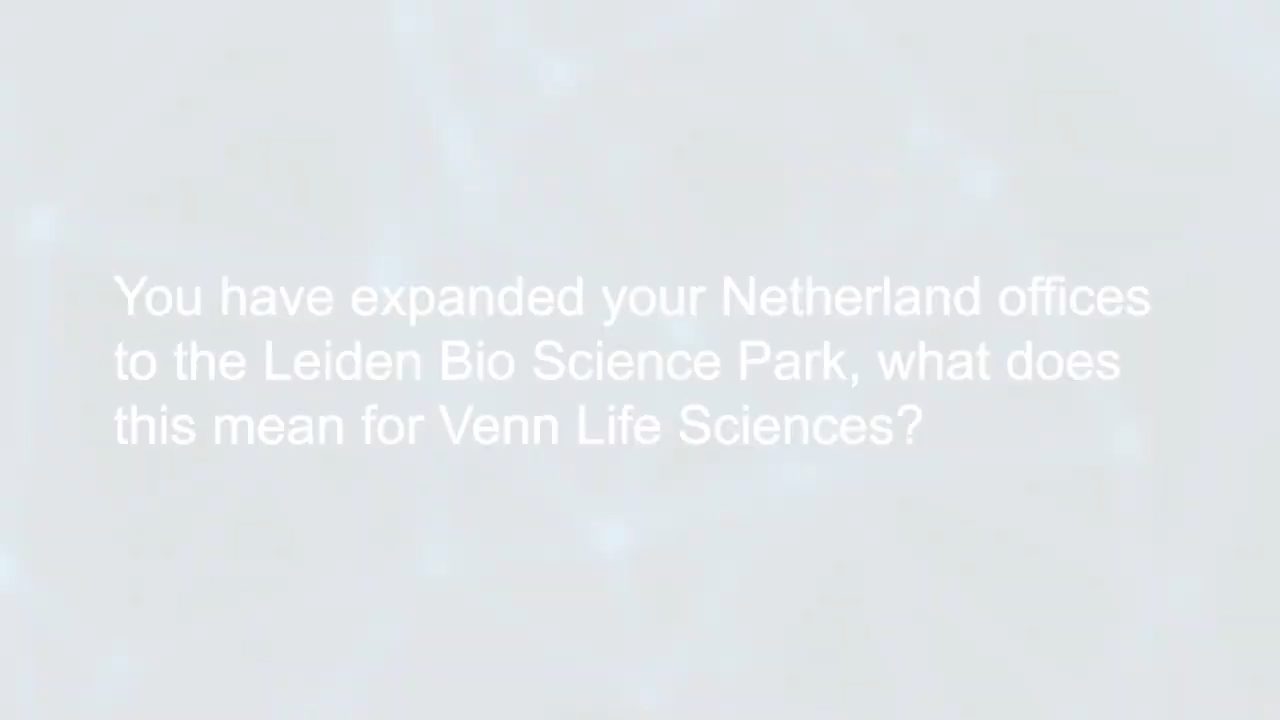 You have expanded your Netherland offices
to the Leiden Bio Science Park, what does
this mean for Venn Life Sciences?